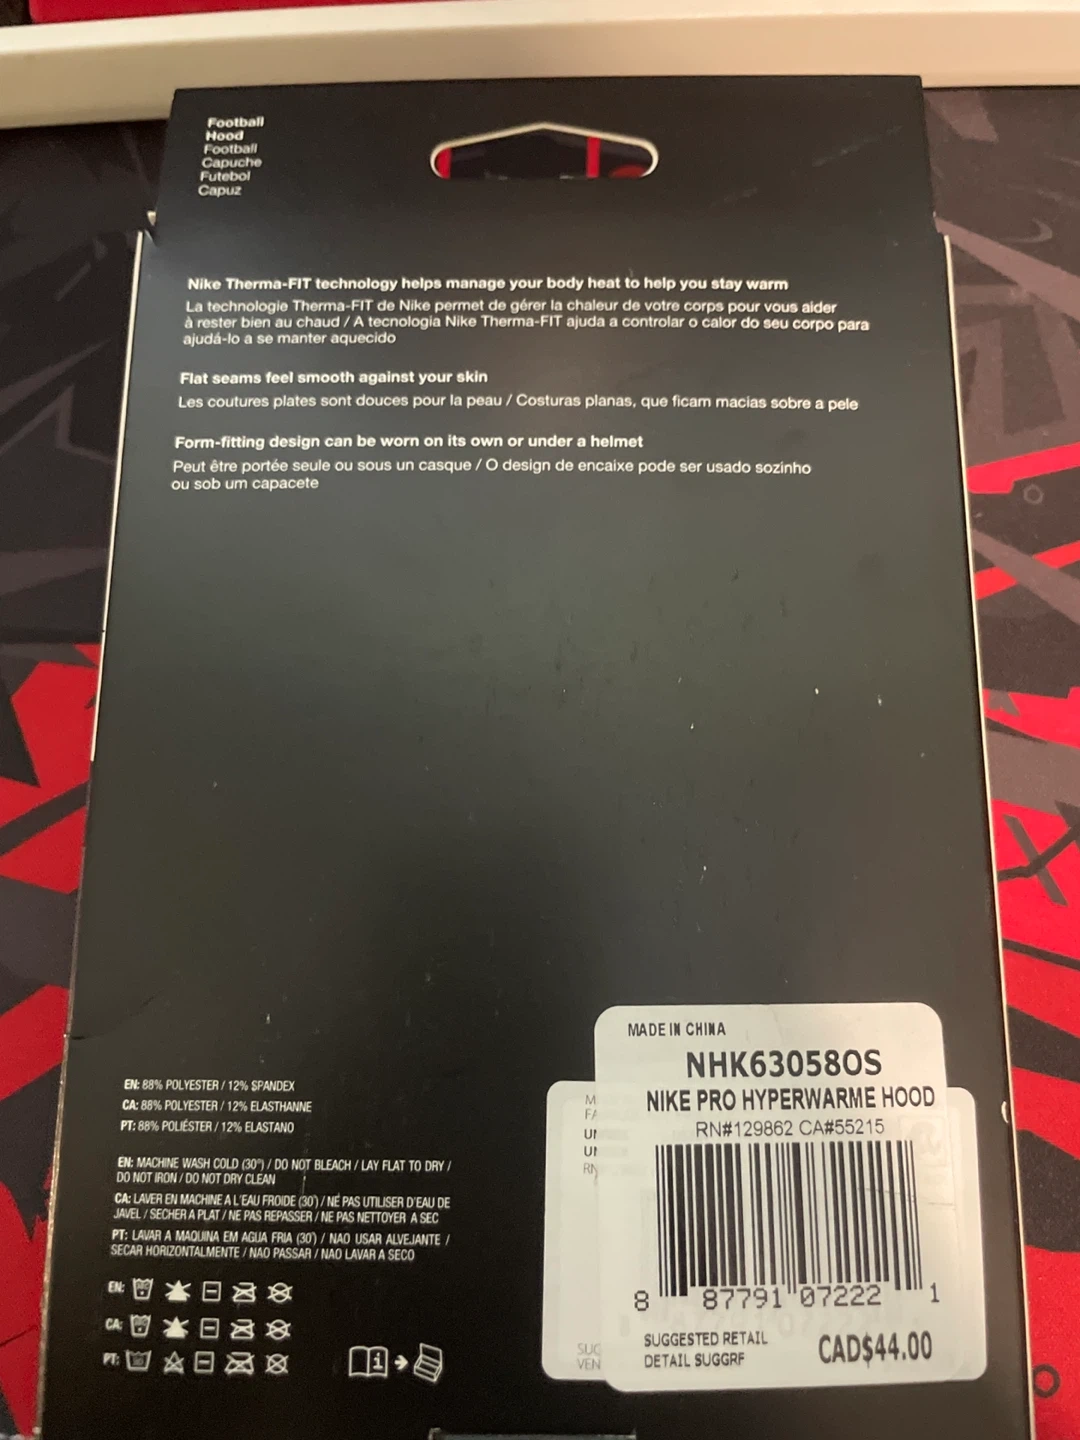 Football
Hood
Football
Capuche
Futebol
Capuz
Nike Therma-FIT technology helps manage your body heat to help you stay warm
La technologie Therma-FIT de Nike permet de gérer la chaleur de votre corps pour vous aider
à rester bien au chaud / A tecnologia Nike Therma-FIT ajuda a controlar o calor do seu corpo para
ajudá-lo a se manter aquecido
Flat seams feel smooth against your skin
Les coutures plates sont douces pour la peau / Costuras planas, que ficam macias sobre a pele
Form-fitting design can be worn on its own or under a helmet
Peut être portée seule ou sous un casque / O design de encaixe pode ser usado sozinho
ou sob um capacete
EN: 88% POLYESTER / 12% SPANDEX
CA: 88% POLYESTER / 12% ELASTHANNE
PT: 88% POLIÉSTER / 12% ELASTANO
EN: MACHINE WASH COLD (30°) / DO NOT BLEACH / LAY FLAT TO DRY /
DO NOT IRON / DO NOT DRY CLEAN
CA: LAVER EN MACHINE A L'EAU FROIDE (30°) / NE PAS UTILISER D'EAU DE
JAVEL / SECHER A PLAT / NE PAS REPASSER / NE PAS NETTOYER A SEC
PT: LAVAR A MAQUINA EM AGUA FRIA (30°) / NAO USAR ALVEJANTE /
SECAR HORIZONTALMENTE / NAO PASSAR / NAO LAVAR A SECO
EN:
CA:
PT:
MADE IN CHINA
NHK63058OS
NIKE PRO HYPERWARME HOOD
RN#129862 CA#55215
8 87791 07222 1
SUGGESTED RETAIL
DETAIL SUGGRF
CAD$44.00
M
FA
UN
UN
RN
SUG
VEN